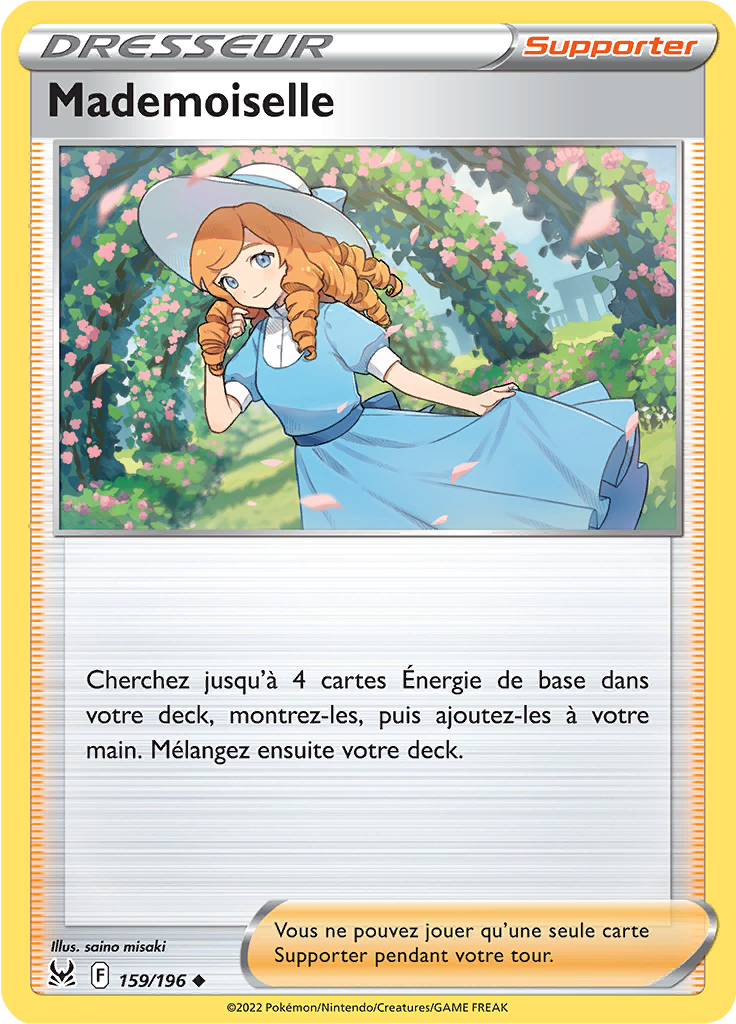 DRESSEUR
Supporter
Mademoiselle
Cherchez jusqu'à 4 cartes Énergie de base dans
votre deck, montrez-les, puis ajoutez-les à votre
main. Mélangez ensuite votre deck.
Vous ne pouvez jouer qu'une seule carte
Supporter pendant votre tour.
Illus. saino misaki
F 159/196 ◆
©2022 Pokémon/Nintendo/Creatures/GAME FREAK